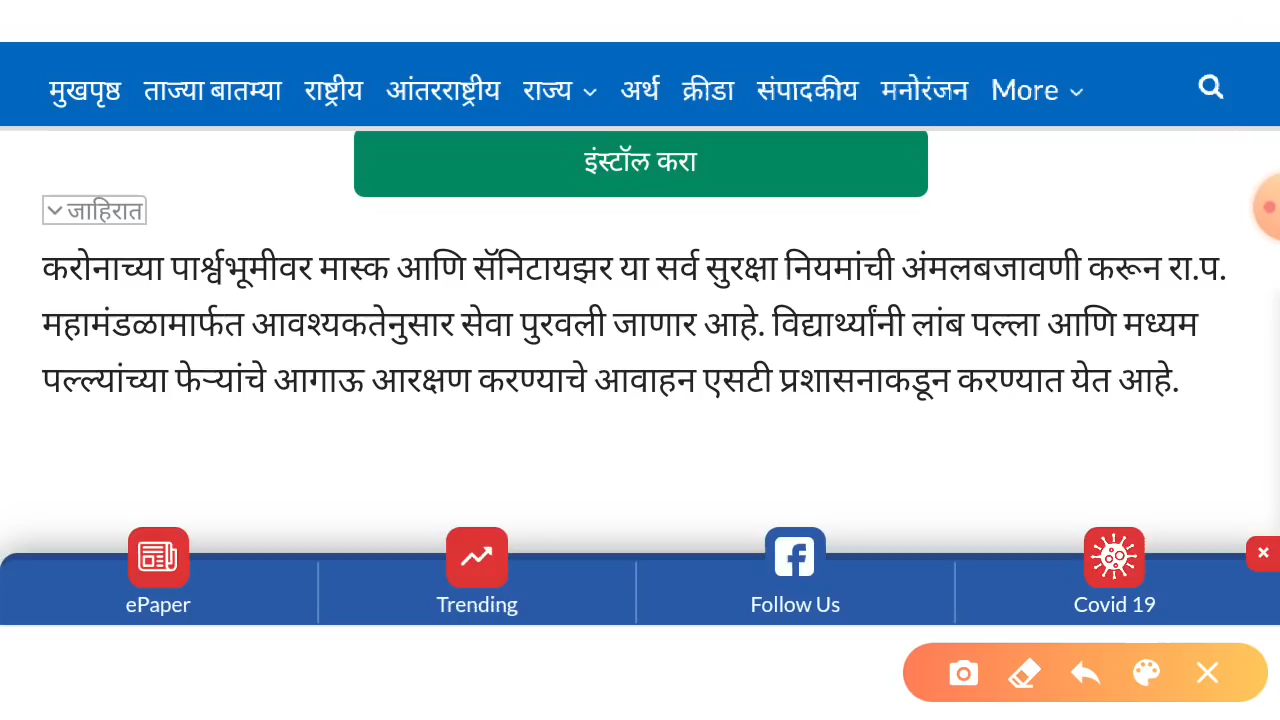 मुखपृष्ठ ताज्या बातम्या राष्ट्रीय आंतरराष्ट्रीय राज्य अर्थ क्रीडा संपादकीय मनोरंजन More
इंस्टॉल करा
जाहिरात
करोनाच्या पार्श्वभूमीवर मास्क आणि सॅनिटायझर या सर्व सुरक्षा नियमांची अंमलबजावणी करून रा.प.
महामंडळामार्फत आवश्यकतेनुसार सेवा पुरवली जाणार आहे. विद्यार्थ्यांनी लांब पल्ला आणि मध्यम
पल्ल्यांच्या फेऱ्यांचे आगाऊ आरक्षण करण्याचे आवाहन एसटी प्रशासनाकडून करण्यात येत आहे.
ePaper Trending Follow Us Covid 19